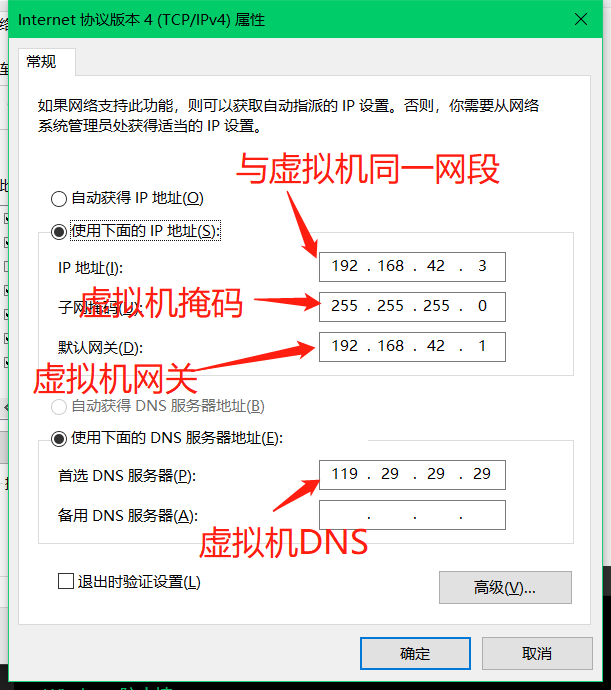 Internet 协议版本 4 (TCP/IPv4) 属性
常规
如果网络支持此功能，则可以获取自动指派的 IP 设置。否则，你需要从网络
系统管理员处获得适当的 IP 设置。
与虚拟机同一网段
自动获得 IP 地址(O)
使用下面的 IP 地址(S):
IP 地址(I):
192 . 168 . 42 . 3
子网掩码(U):
虚拟机掩码
255 . 255 . 255 . 0
默认网关(D):
192 . 168 . 42 . 1
虚拟机网关
自动获得 DNS 服务器地址(B)
使用下面的 DNS 服务器地址(E):
首选 DNS 服务器(P):
119 . 29 . 29 . 29
备用 DNS 服务器(A):
. . .
虚拟机DNS
退出时验证设置(L)
高级(V)...
确定
取消